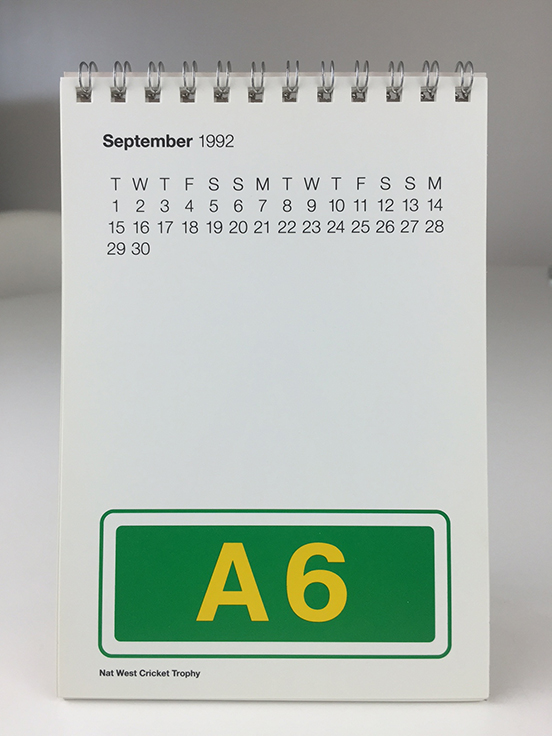 September 1992
T W T F S S M T W T F S S M
1 2 3 4 5 6 7 8 9 10 11 12 13 14
15 16 17 18 19 20 21 22 23 24 25 26 27 28
29 30
A6
Nat West Cricket Trophy